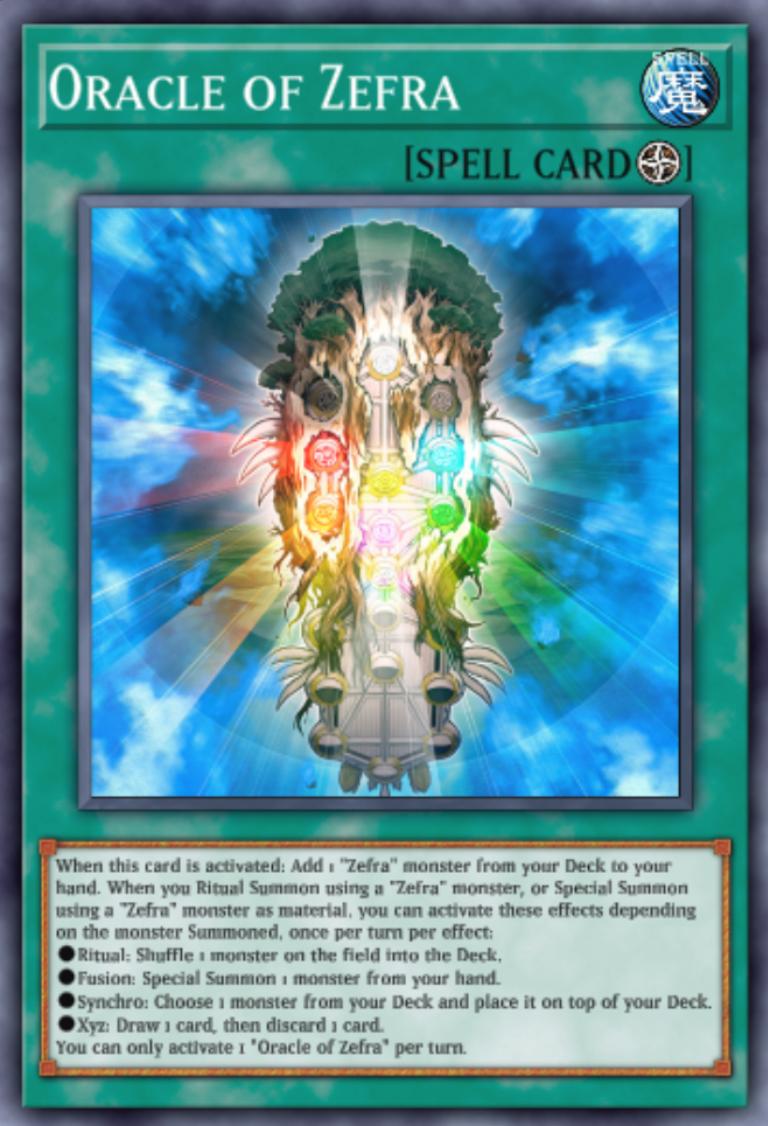 ORACLE OF ZEFRA
SPELL
魔
[SPELL CARD]
When this card is activated: Add 1 "Zefra" monster from your Deck to your
hand. When you Ritual Summon using a "Zefra" monster, or Special Summon
using a "Zefra" monster as material, you can activate these effects depending
on the monster Summoned, once per turn per effect:
●Ritual: Shuffle 1 monster on the field into the Deck.
●Fusion: Special Summon 1 monster from your hand.
●Synchro: Choose 1 monster from your Deck and place it on top of your Deck.
●Xyz: Draw 1 card, then discard 1 card.
You can only activate 1 "Oracle of Zefra" per turn.